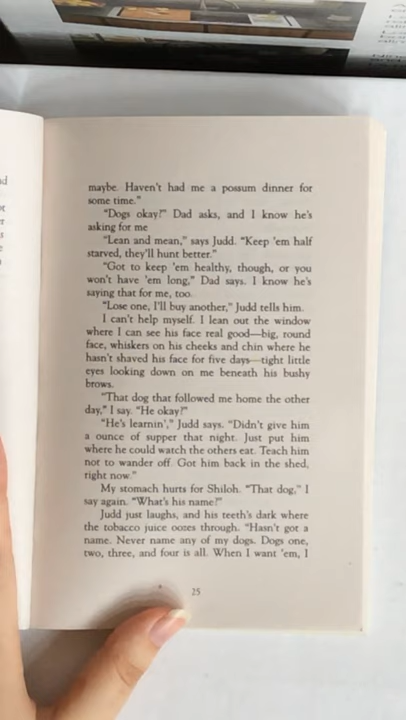 maybe. Haven't had me a possum dinner for
some time."
"Dogs okay?" Dad asks, and I know he's
asking for me
"Lean and mean," says Judd. "Keep 'em half
starved, they'll hunt better."
"Got to keep 'em healthy, though, or you
won't have 'em long," Dad says. I know he's
saying that for me, too.
"Lose one, I'll buy another," Judd tells him.
I can't help myself. I lean out the window
where I can see his face real good—big, round
face, whiskers on his cheeks and chin where he
hasn't shaved his face for five days—tight little
eyes looking down on me beneath his bushy
brows.
"That dog that followed me home the other
day," I say. "He okay?"
"He's learnin'," Judd says. "Didn't give him
a ounce of supper that night. Just put him
where he could watch the others eat. Teach him
not to wander off. Got him back in the shed,
right now."
My stomach hurts for Shiloh. "That dog," I
say again. "What's his name?"
Judd just laughs, and his teeth's dark where
the tobacco juice oozes through. "Hasn't got a
name. Never name any of my dogs. Dogs one,
two, three, and four is all. When I want 'em, I
25